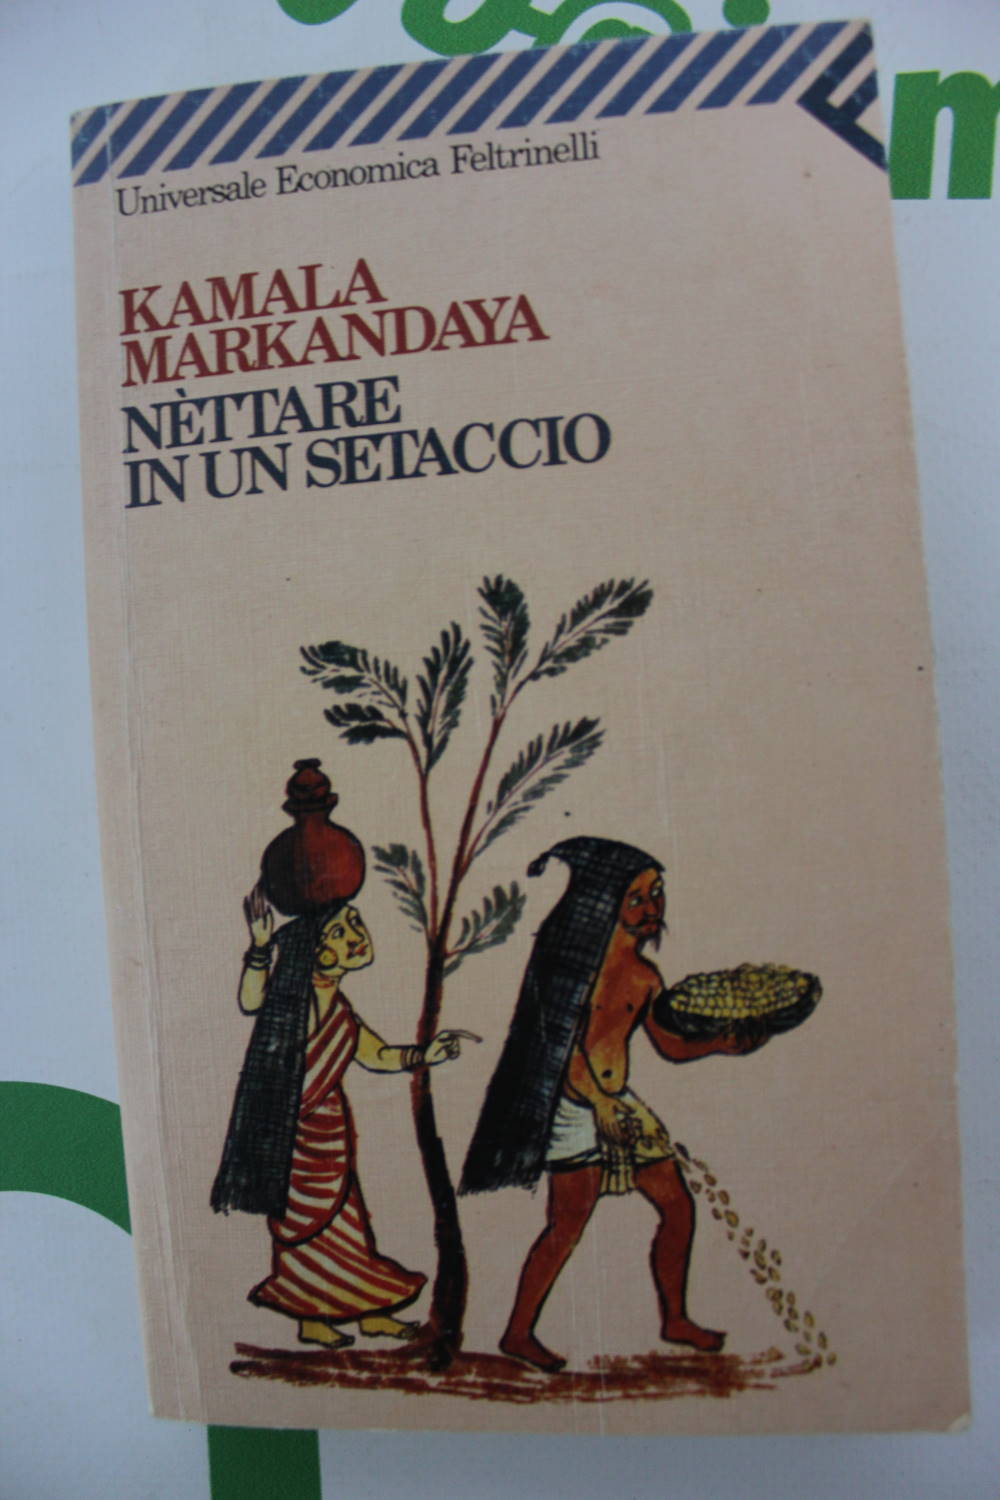 Universale Economica Feltrinelli
KAMALA
MARKANDAYA
NÈTTARE
IN UN SETACCIO
F
m